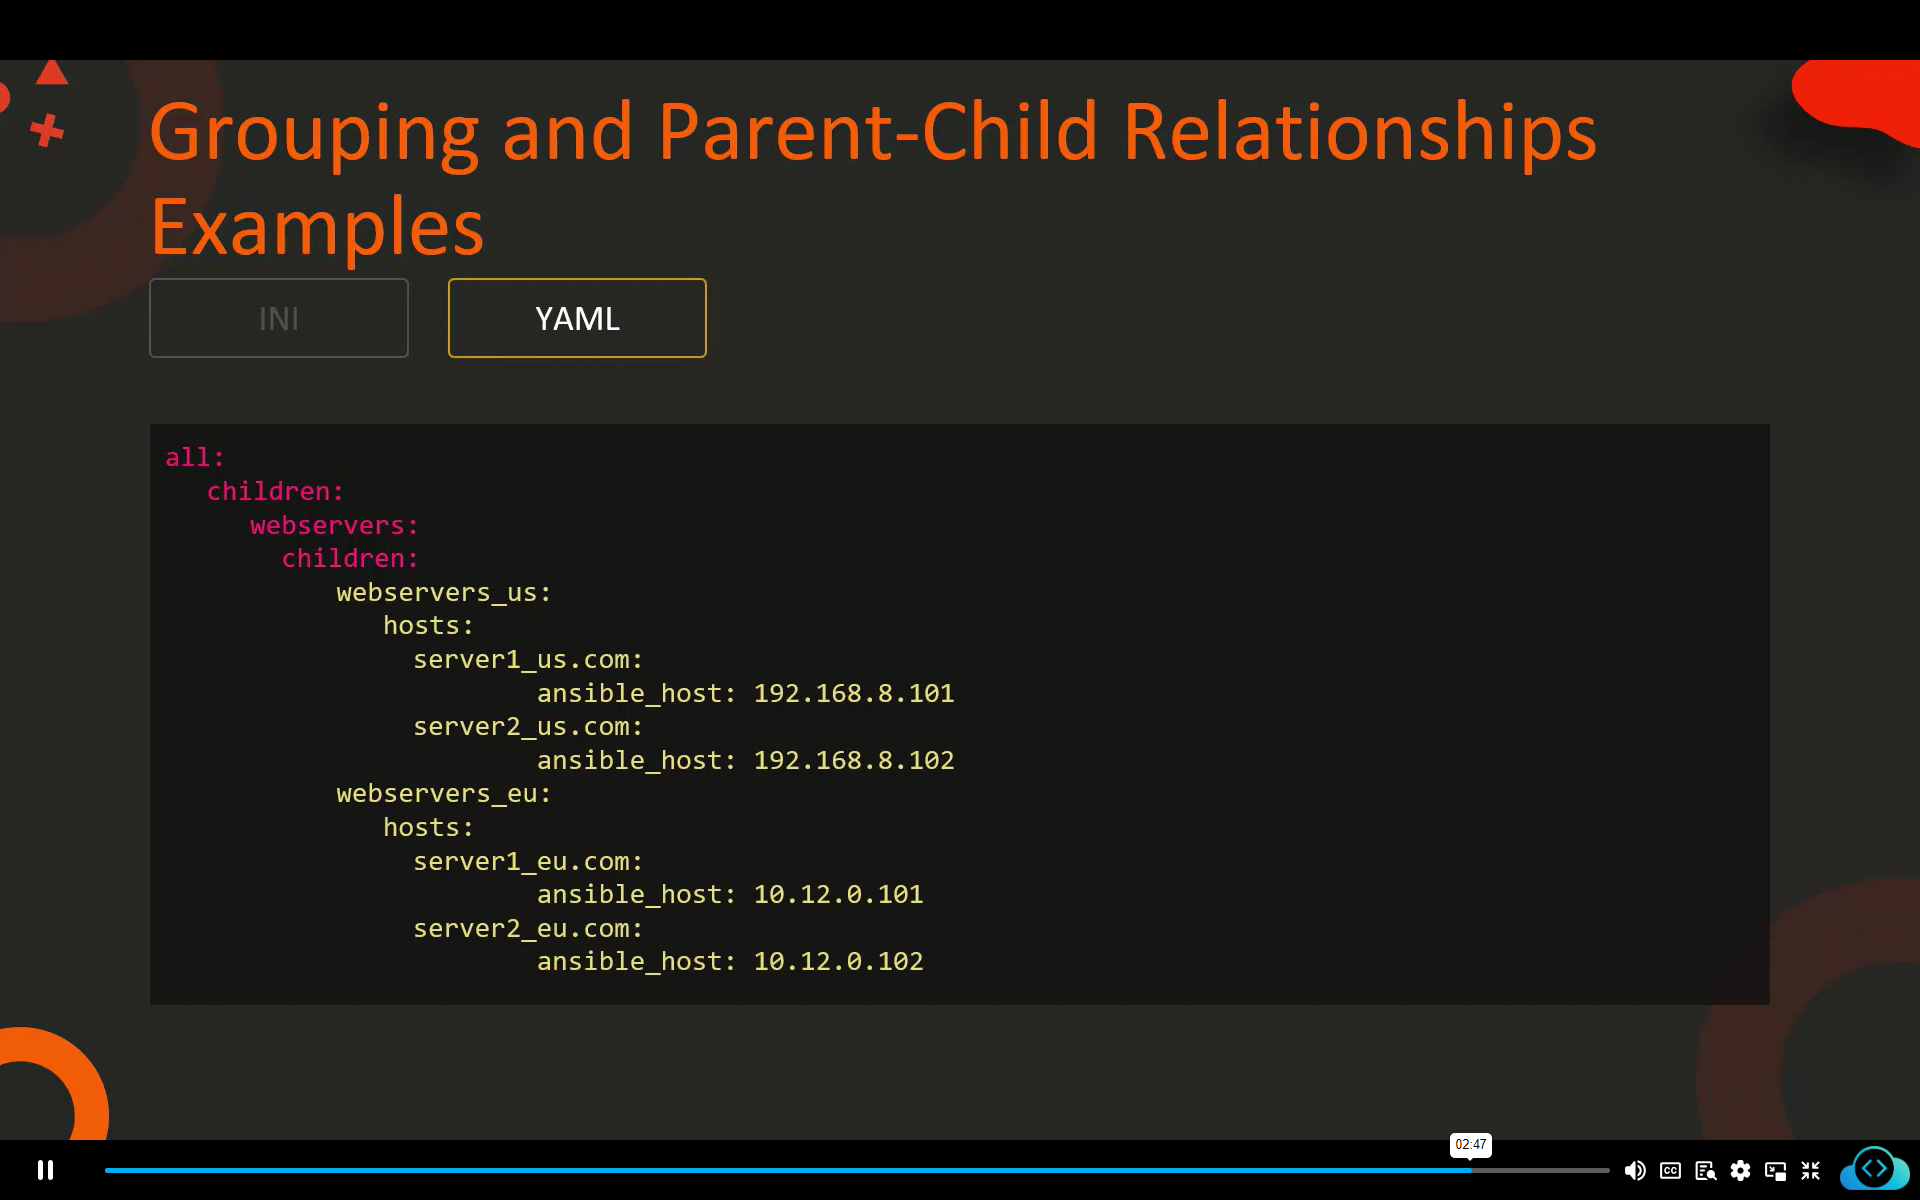 Grouping and Parent-Child Relationships
Examples
INI
YAML
all:
children:
webservers:
children:
webservers_us:
hosts:
server1_us.com:
ansible_host: 192.168.8.101
server2_us.com:
ansible_host: 192.168.8.102
webservers_eu:
hosts:
server1_eu.com:
ansible_host: 10.12.0.101
server2_eu.com:
ansible_host: 10.12.0.102
02:47
CC